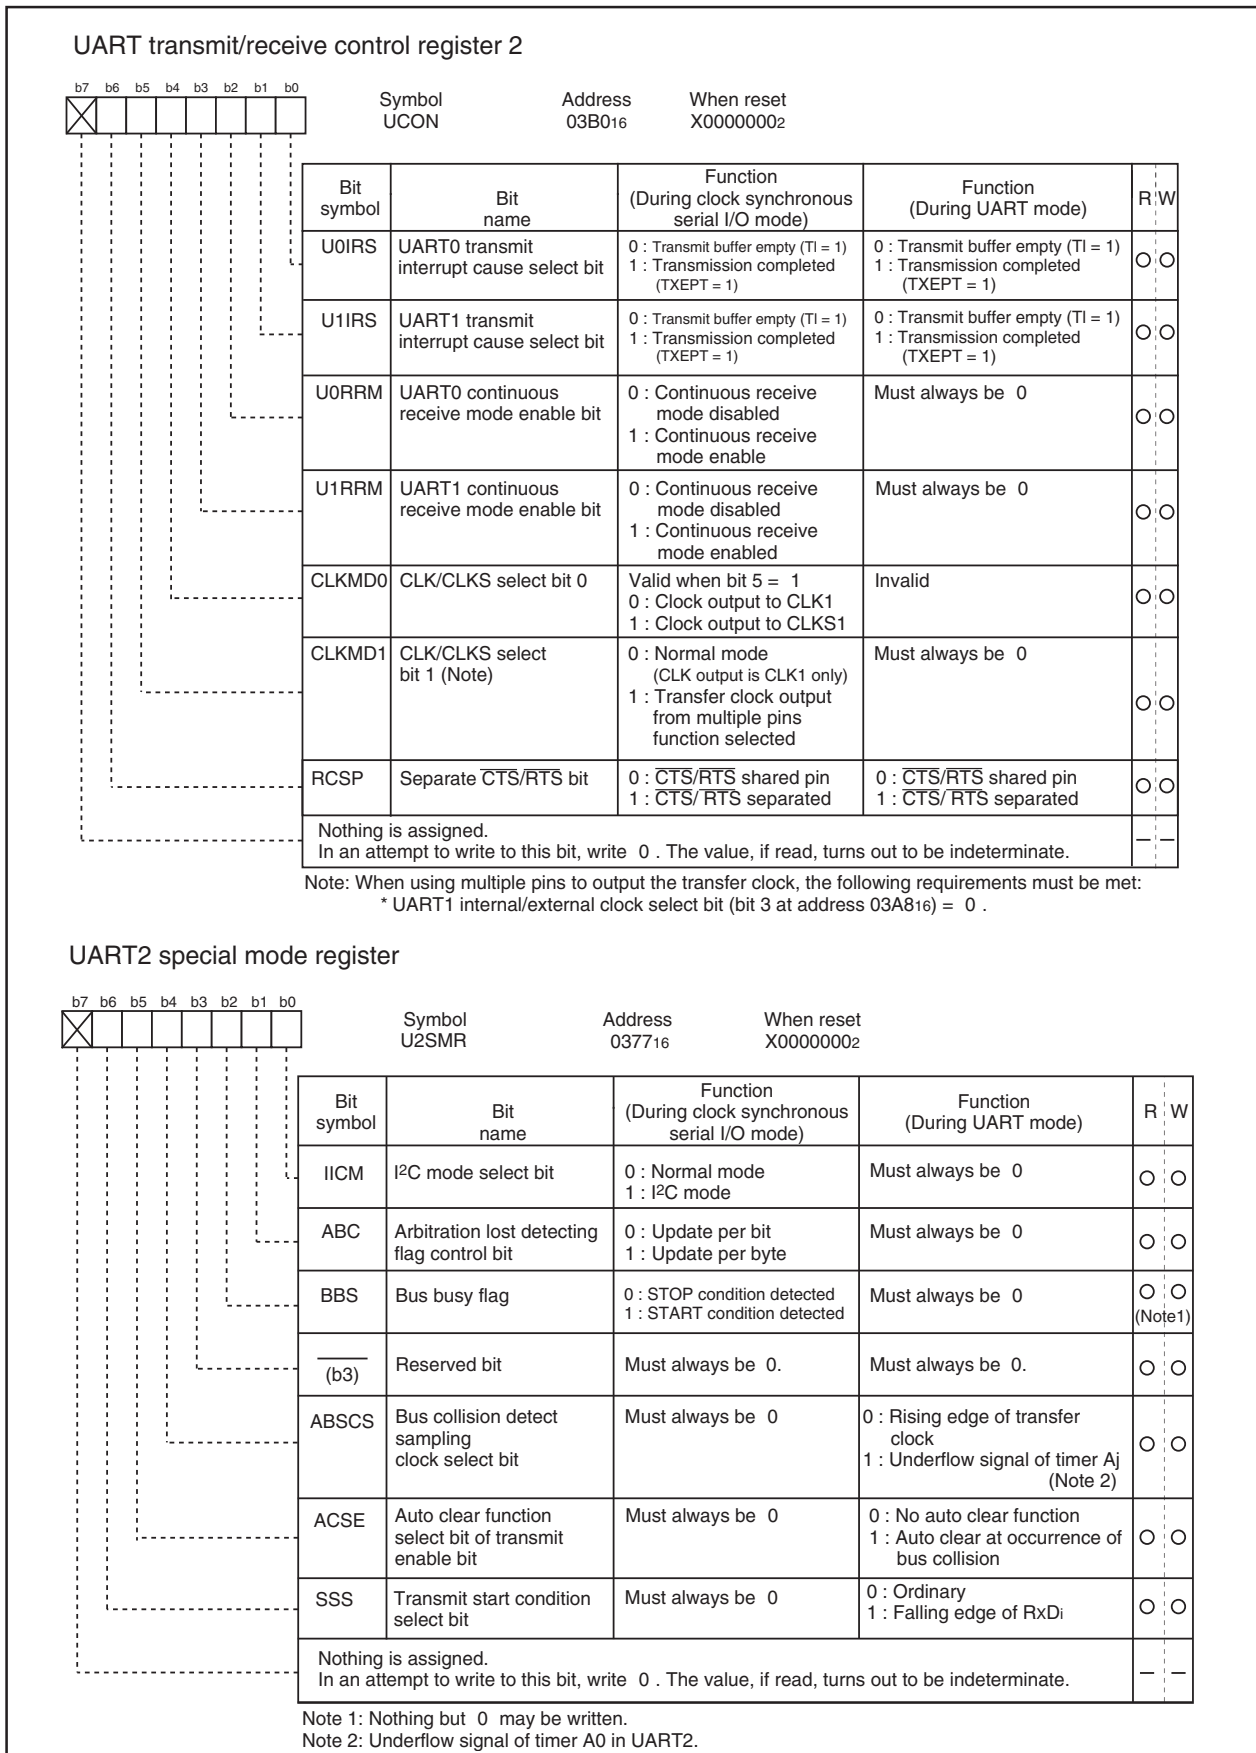 UART transmit/receive control register 2
b7 b6 b5 b4 b3 b2 b1 b0
Symbol Address When reset
UCON 03B016 X00000002
Bit symbol Bit name Function (During clock synchronous serial I/O mode) Function (During UART mode) R W
U0IRS UART0 transmit interrupt cause select bit 0 : Transmit buffer empty (TI = 1) 1 : Transmission completed (TXEPT = 1) 0 : Transmit buffer empty (TI = 1) 1 : Transmission completed (TXEPT = 1)
U1IRS UART1 transmit interrupt cause select bit 0 : Transmit buffer empty (TI = 1) 1 : Transmission completed (TXEPT = 1) 0 : Transmit buffer empty (TI = 1) 1 : Transmission completed (TXEPT = 1)
U0RRM UART0 continuous receive mode enable bit 0 : Continuous receive mode disabled 1 : Continuous receive mode enable Must always be 0
U1RRM UART1 continuous receive mode enable bit 0 : Continuous receive mode disabled 1 : Continuous receive mode enabled Must always be 0
CLKMD0 CLK/CLKS select bit 0 Valid when bit 5 = 1 0 : Clock output to CLK1 1 : Clock output to CLKS1 Invalid
CLKMD1 CLK/CLKS select bit 1 (Note) 0 : Normal mode (CLK output is CLK1 only) 1 : Transfer clock output from multiple pins function selected Must always be 0
RCSP Separate CTS/RTS bit 0 : CTS/RTS shared pin 1 : CTS/RTS separated 0 : CTS/RTS shared pin 1 : CTS/RTS separated
Nothing is assigned.
In an attempt to write to this bit, write 0 . The value, if read, turns out to be indeterminate. — —
Note: When using multiple pins to output the transfer clock, the following requirements must be met:
* UART1 internal/external clock select bit (bit 3 at address 03A816) = 0 .
UART2 special mode register
b7 b6 b5 b4 b3 b2 b1 b0
Symbol Address When reset
U2SMR 037716 X00000002
Bit symbol Bit name Function (During clock synchronous serial I/O mode) Function (During UART mode) R W
IICM I2C mode select bit 0 : Normal mode 1 : I2C mode Must always be 0
ABC Arbitration lost detecting flag control bit 0 : Update per bit 1 : Update per byte Must always be 0
BBS Bus busy flag 0 : STOP condition detected 1 : START condition detected Must always be 0 (Note1)
(b3) Reserved bit Must always be 0. Must always be 0.
ABSCS Bus collision detect sampling clock select bit Must always be 0 0 : Rising edge of transfer clock 1 : Underflow signal of timer Aj (Note 2)
ACSE Auto clear function select bit of transmit enable bit Must always be 0 0 : No auto clear function 1 : Auto clear at occurrence of bus collision
SSS Transmit start condition select bit Must always be 0 0 : Ordinary 1 : Falling edge of RxDi
Nothing is assigned.
In an attempt to write to this bit, write 0 . The value, if read, turns out to be indeterminate. — —
Note 1: Nothing but 0 may be written.
Note 2: Underflow signal of timer A0 in UART2.